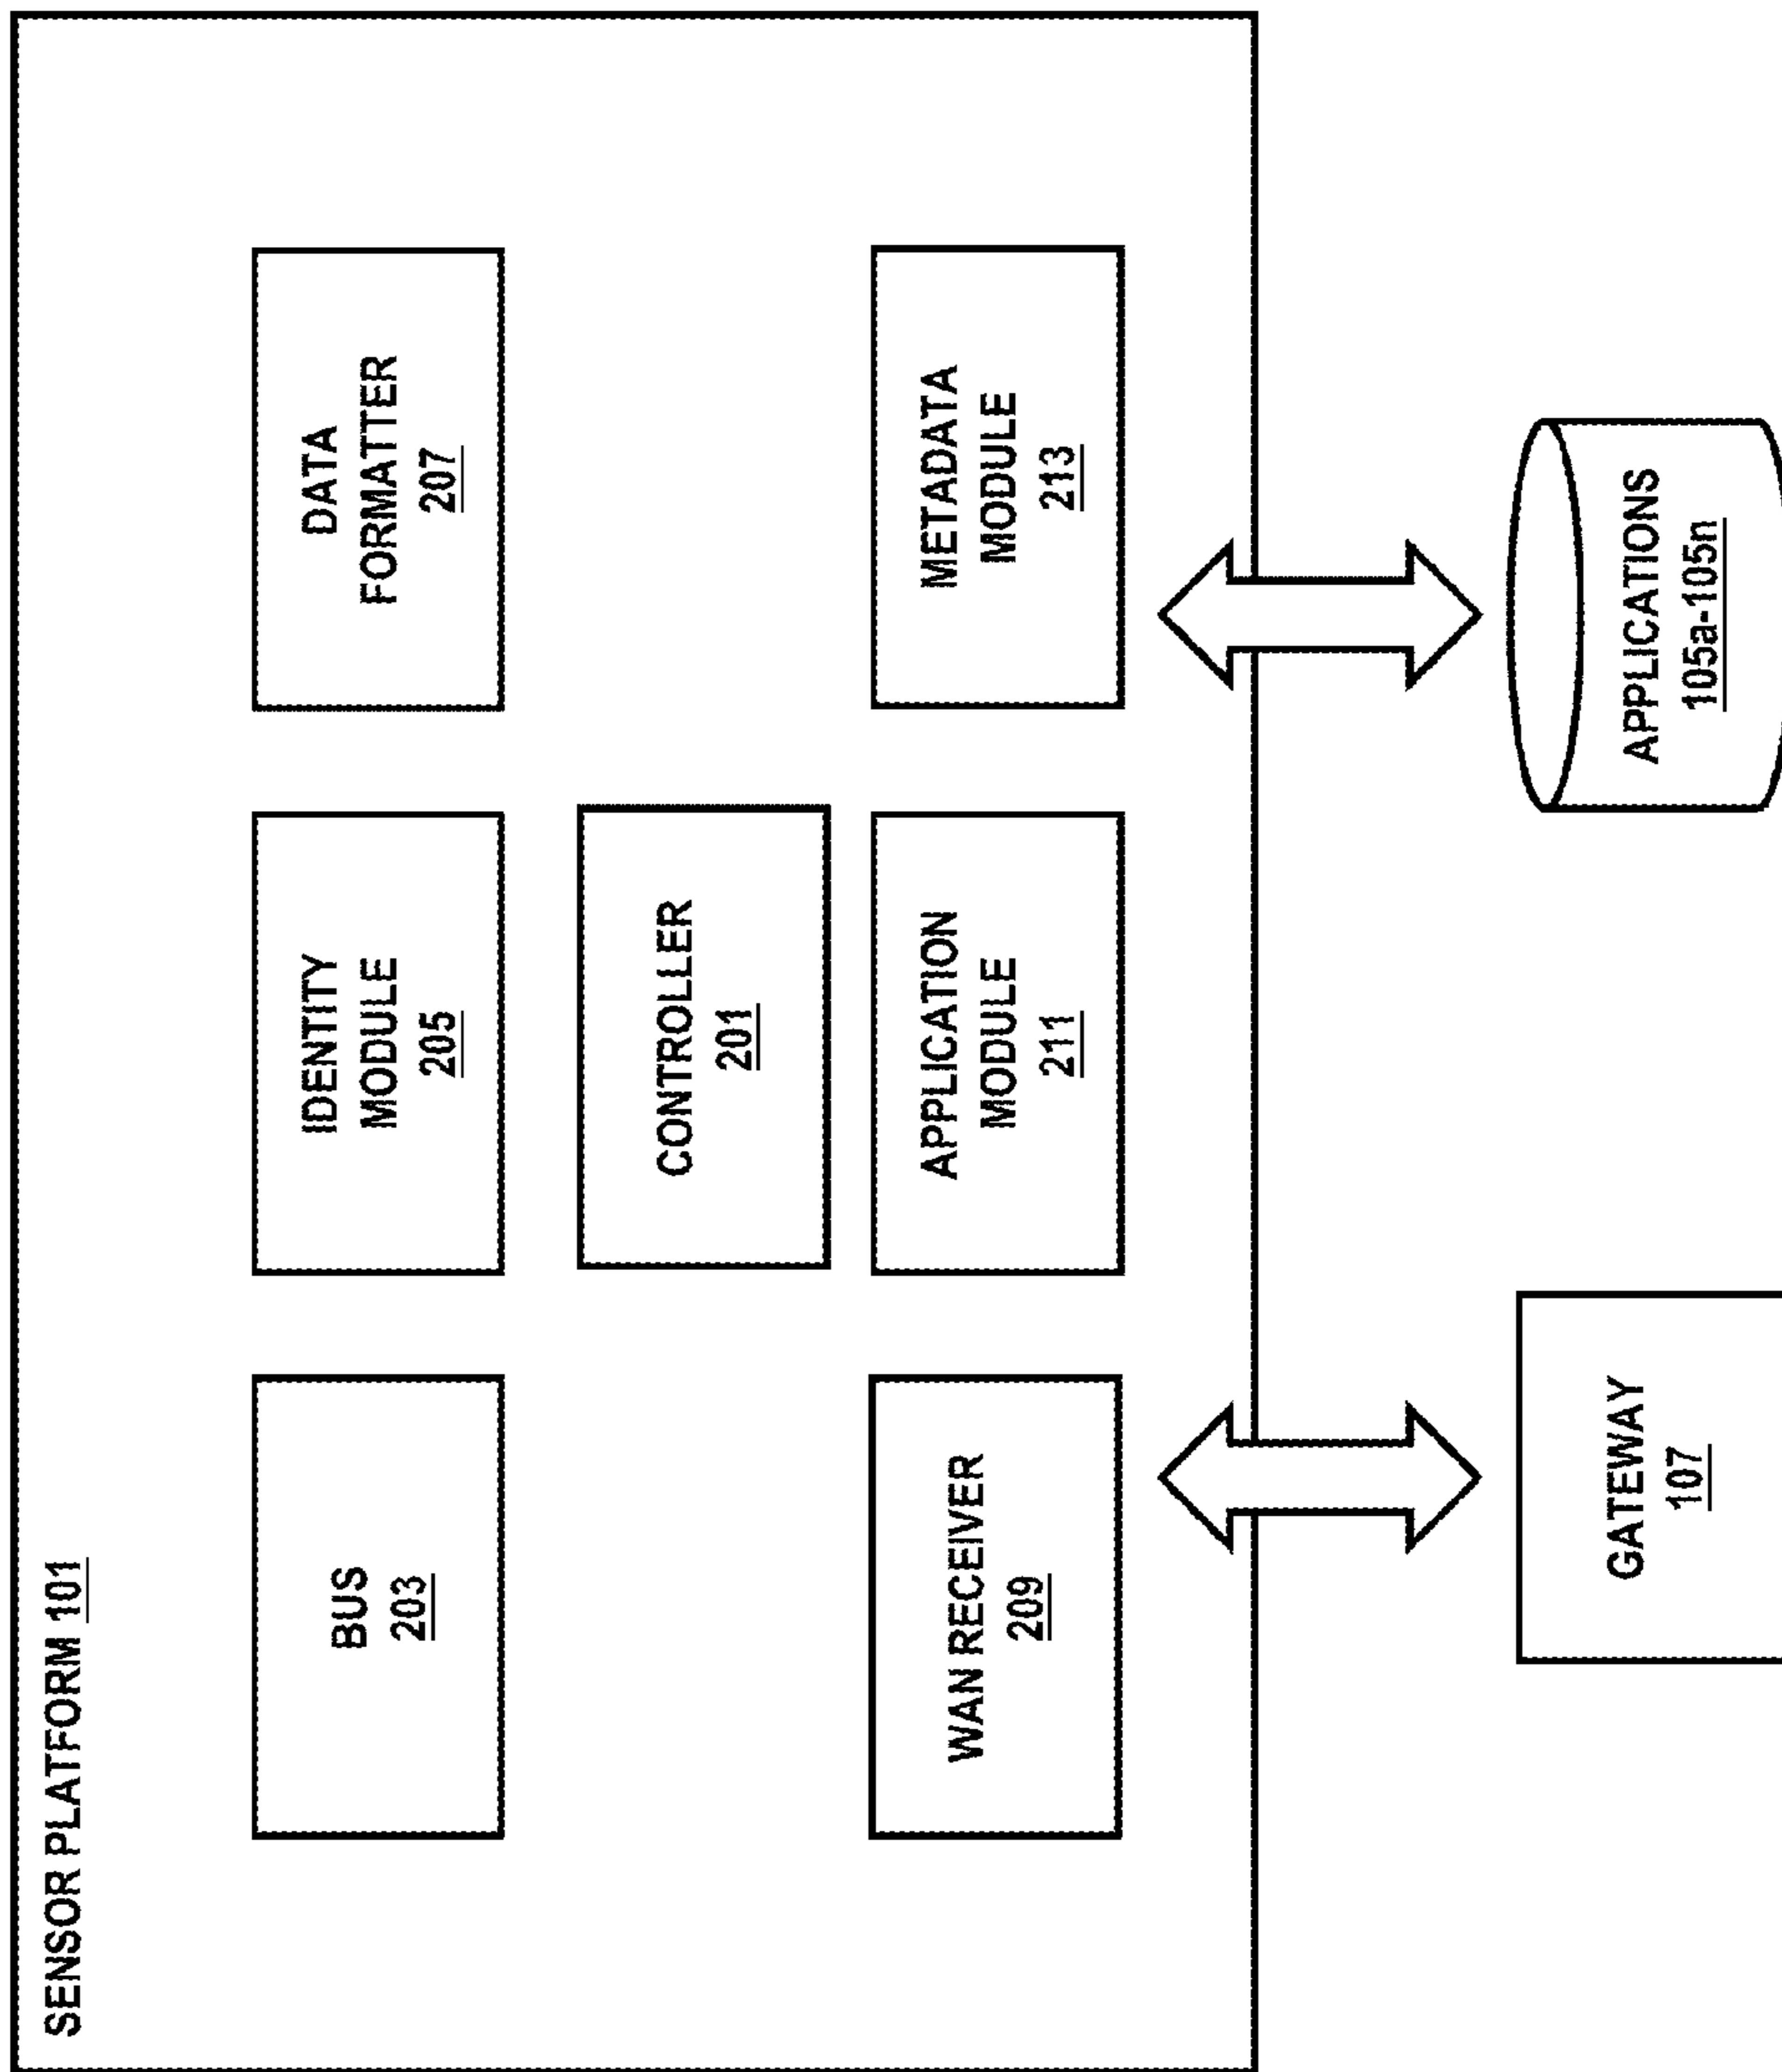 SENSOR PLATFORM 101
BUS
203
IDENTITY
MODULE
205
DATA
FORMATTER
207
CONTROLLER
201
WAN RECEIVER
209
APPLICATION
MODULE
211
METADATA
MODULE
213
GATEWAY
107
APPLICATIONS
105a-105n